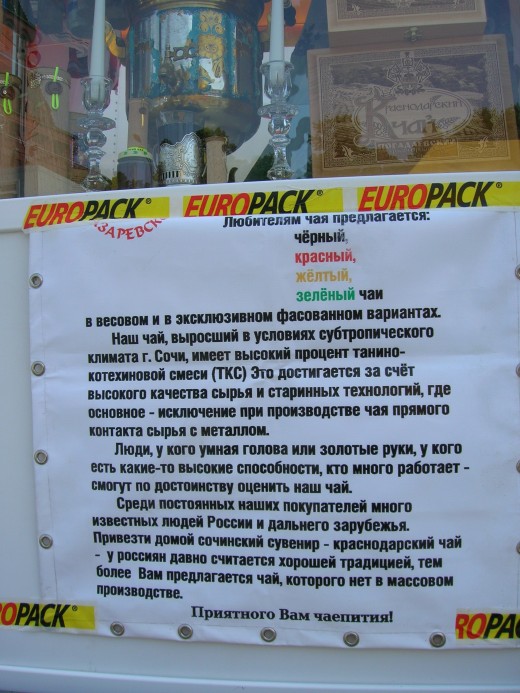 Краснодарский
чай
EUROPACK®
EUROPACK®
EUROPACK®
Любителям чая предлагается:
чёрный,
красный,
жёлтый,
зелёный чаи
в весовом и в эксклюзивном фасованном вариантах.
Наш чай, выросший в условиях субтропического
климата г. Сочи, имеет высокий процент танино-
котехиновой смеси (ТКС) Это достигается за счёт
высокого качества сырья и старинных технологий, где
основное - исключение при производстве чая прямого
контакта сырья с металлом.
Люди, у кого умная голова или золотые руки, у кого
есть какие-то высокие способности, кто много работает -
смогут по достоинству оценить наш чай.
Среди постоянных наших покупателей много
известных людей России и дальнего зарубежья.
Привезти домой сочинский сувенир - краснодарский чай
- у россиян давно считается хорошей традицией, тем
более Вам предлагается чай, которого нет в массовом
производстве.
Приятного Вам чаепития!
ROPACK®
ROPAC